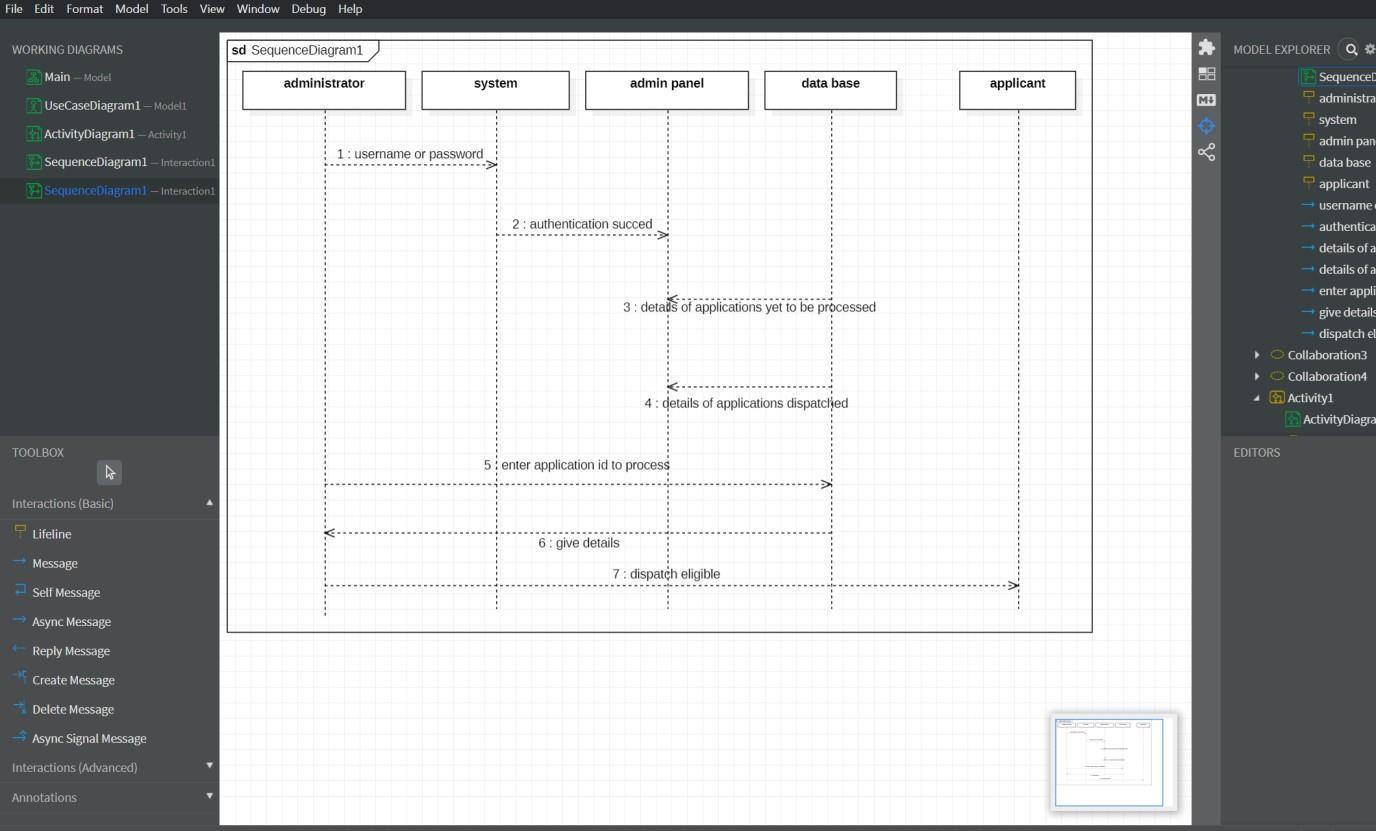 File Edit Format Model Tools View Window Debug Help
WORKING DIAGRAMS
Main — Model
UseCaseDiagram1 — Model1
ActivityDiagram1 — Activity1
SequenceDiagram1 — Interaction1
SequenceDiagram1 — Interaction1
TOOLBOX
Interactions (Basic)
Lifeline
Message
Self Message
Async Message
Reply Message
Create Message
Delete Message
Async Signal Message
Interactions (Advanced)
Annotations
sd SequenceDiagram1
administrator system admin panel data base applicant
1 : username or password
2 : authentication succed
3 : details of applications yet to be processed
4 : details of applications dispatched
5 : enter application id to process
6 : give details
7 : dispatch eligible
MODEL EXPLORER
SequenceD
administra
system
admin pan
data base
applicant
username
authentica
details of a
details of a
enter appli
give details
dispatch el
Collaboration3
Collaboration4
Activity1
ActivityDiagra
EDITORS